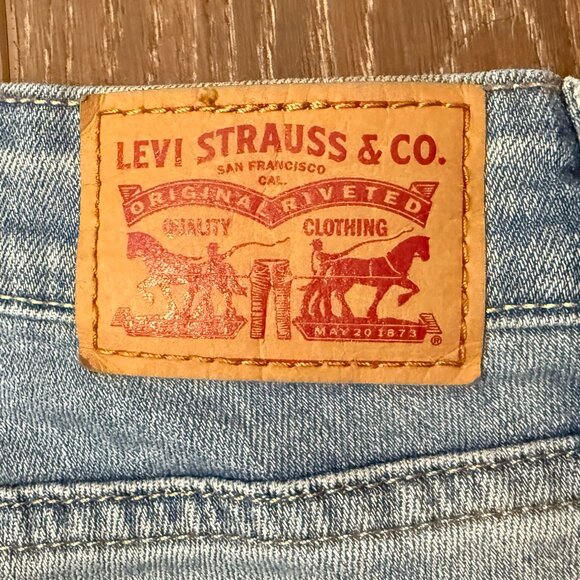 LEVI STRAUSS & CO.
SAN FRANCISCO
CAL.
ORIGINAL RIVETED
QUALITY CLOTHING
MAY 20 1873 ®